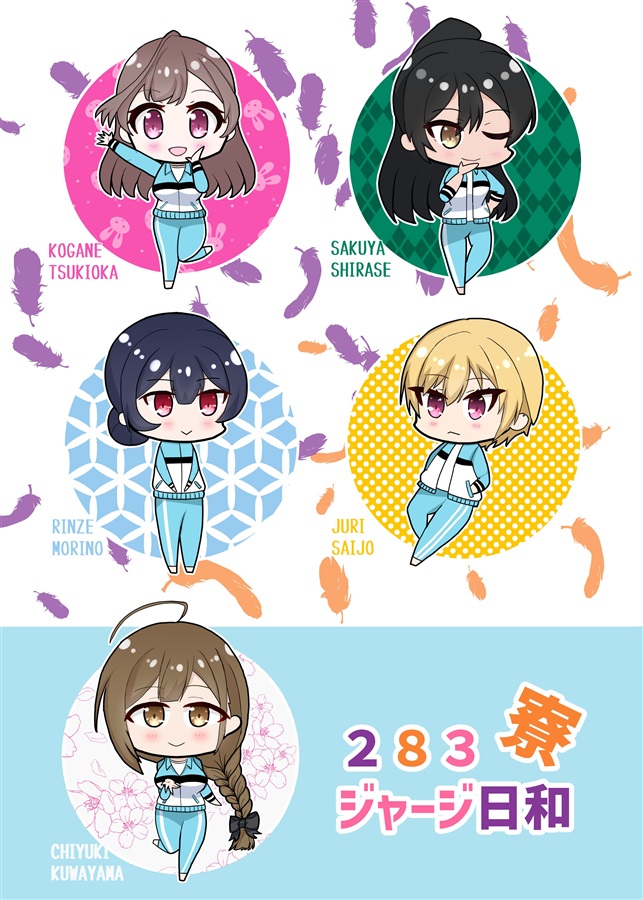 KOGANE
TSUKIOKA
SAKUYA
SHIRASE
RINZE
MORINO
JURI
SAIJO
CHIYUKI
KUWAYAMA
283寮
ジャージ日和